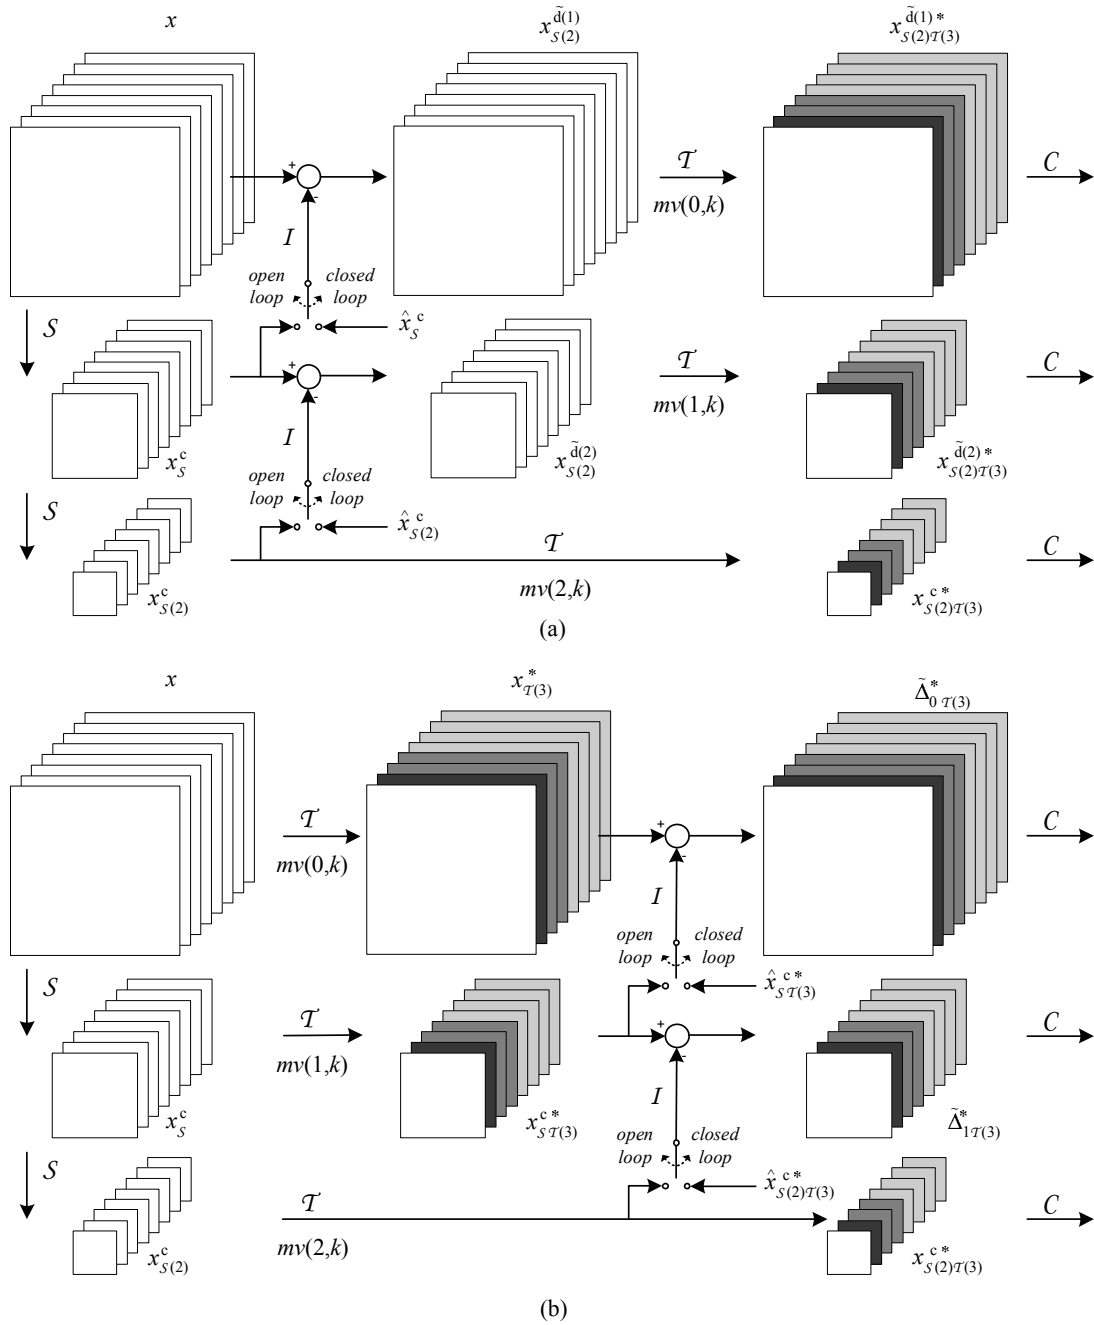 x
x_{S(2)}^{d̃(1)}
x_{S(2)T(3)}^{d̃(1)*}
+
-
T
mv(0,k)
C
I
open loop
closed loop
x̂_S^c
S
+
-
T
mv(1,k)
C
I
x_S^c
x_{S(2)}^{d̃(2)}
x_{S(2)T(3)}^{d̃(2)*}
open loop
closed loop
x̂_{S(2)}^c
S
T
mv(2,k)
C
x_{S(2)}^c
x_{S(2)T(3)}^{c*}
(a)
x
x_{T(3)}^*
Δ̃_{0T(3)}^*
T
mv(0,k)
+
-
C
I
open loop
closed loop
x̂_{ST(3)}^{c*}
S
T
mv(1,k)
+
-
C
I
x_S^c
x_{ST(3)}^{c*}
Δ̃_{1T(3)}^*
open loop
closed loop
x̂_{S(2)T(3)}^{c*}
S
T
mv(2,k)
C
x_{S(2)}^c
x_{S(2)T(3)}^{c*}
(b)